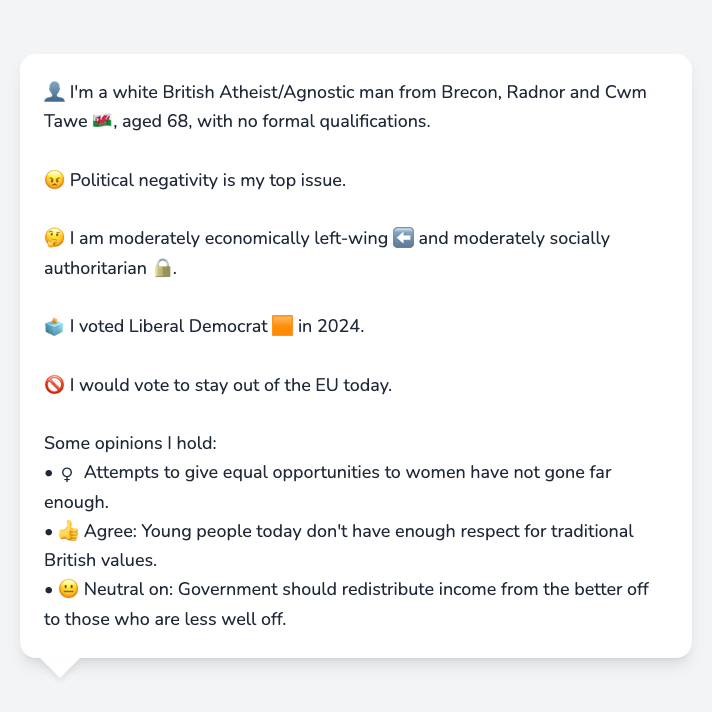 👤 I'm a white British Atheist/Agnostic man from Brecon, Radnor and Cwm
Tawe 🏴󠁧󠁢󠁷󠁬󠁳󠁿, aged 68, with no formal qualifications.
😠 Political negativity is my top issue.
🤔 I am moderately economically left-wing ⬅️ and moderately socially
authoritarian 🔒.
🗳️ I voted Liberal Democrat 🟧 in 2024.
🚫 I would vote to stay out of the EU today.
Some opinions I hold:
• ♀️ Attempts to give equal opportunities to women have not gone far
enough.
• 👍 Agree: Young people today don't have enough respect for traditional
British values.
• 😐 Neutral on: Government should redistribute income from the better off
to those who are less well off.